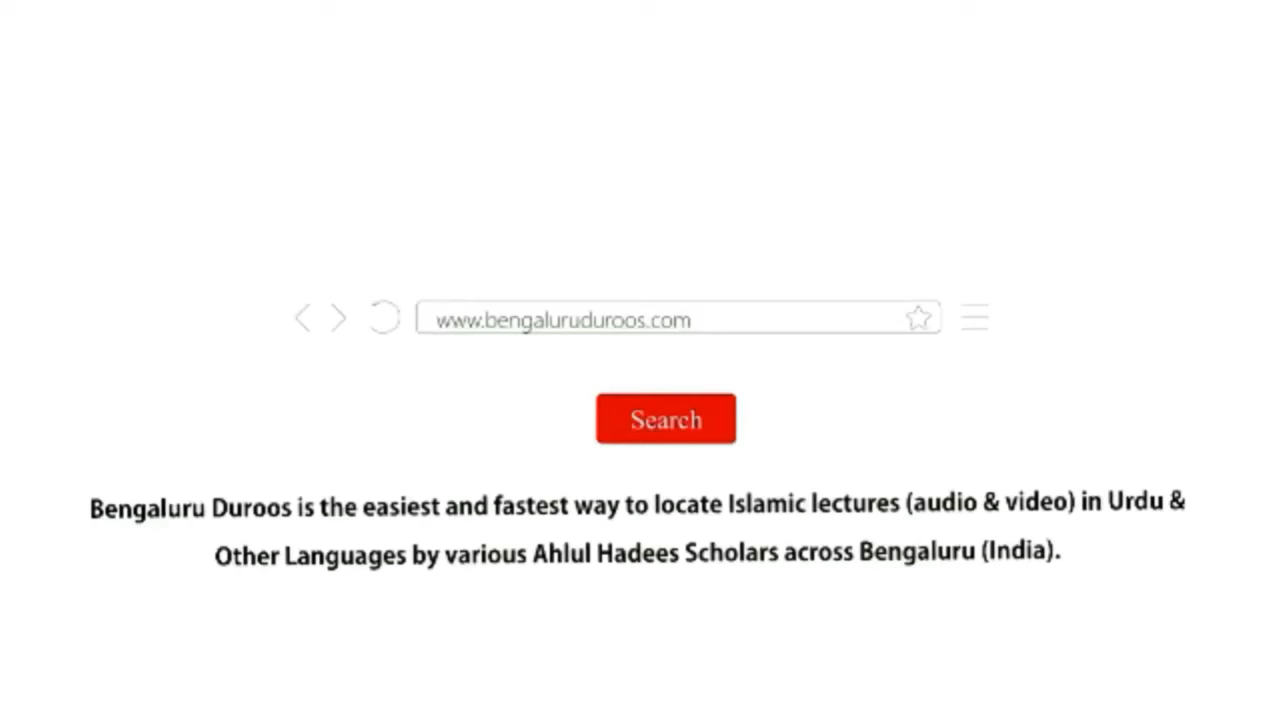 www.bengaluruduroos.com
Search
Bengaluru Duroos is the easiest and fastest way to locate Islamic lectures (audio & video) in Urdu &
Other Languages by various Ahlul Hadees Scholars across Bengaluru (India).